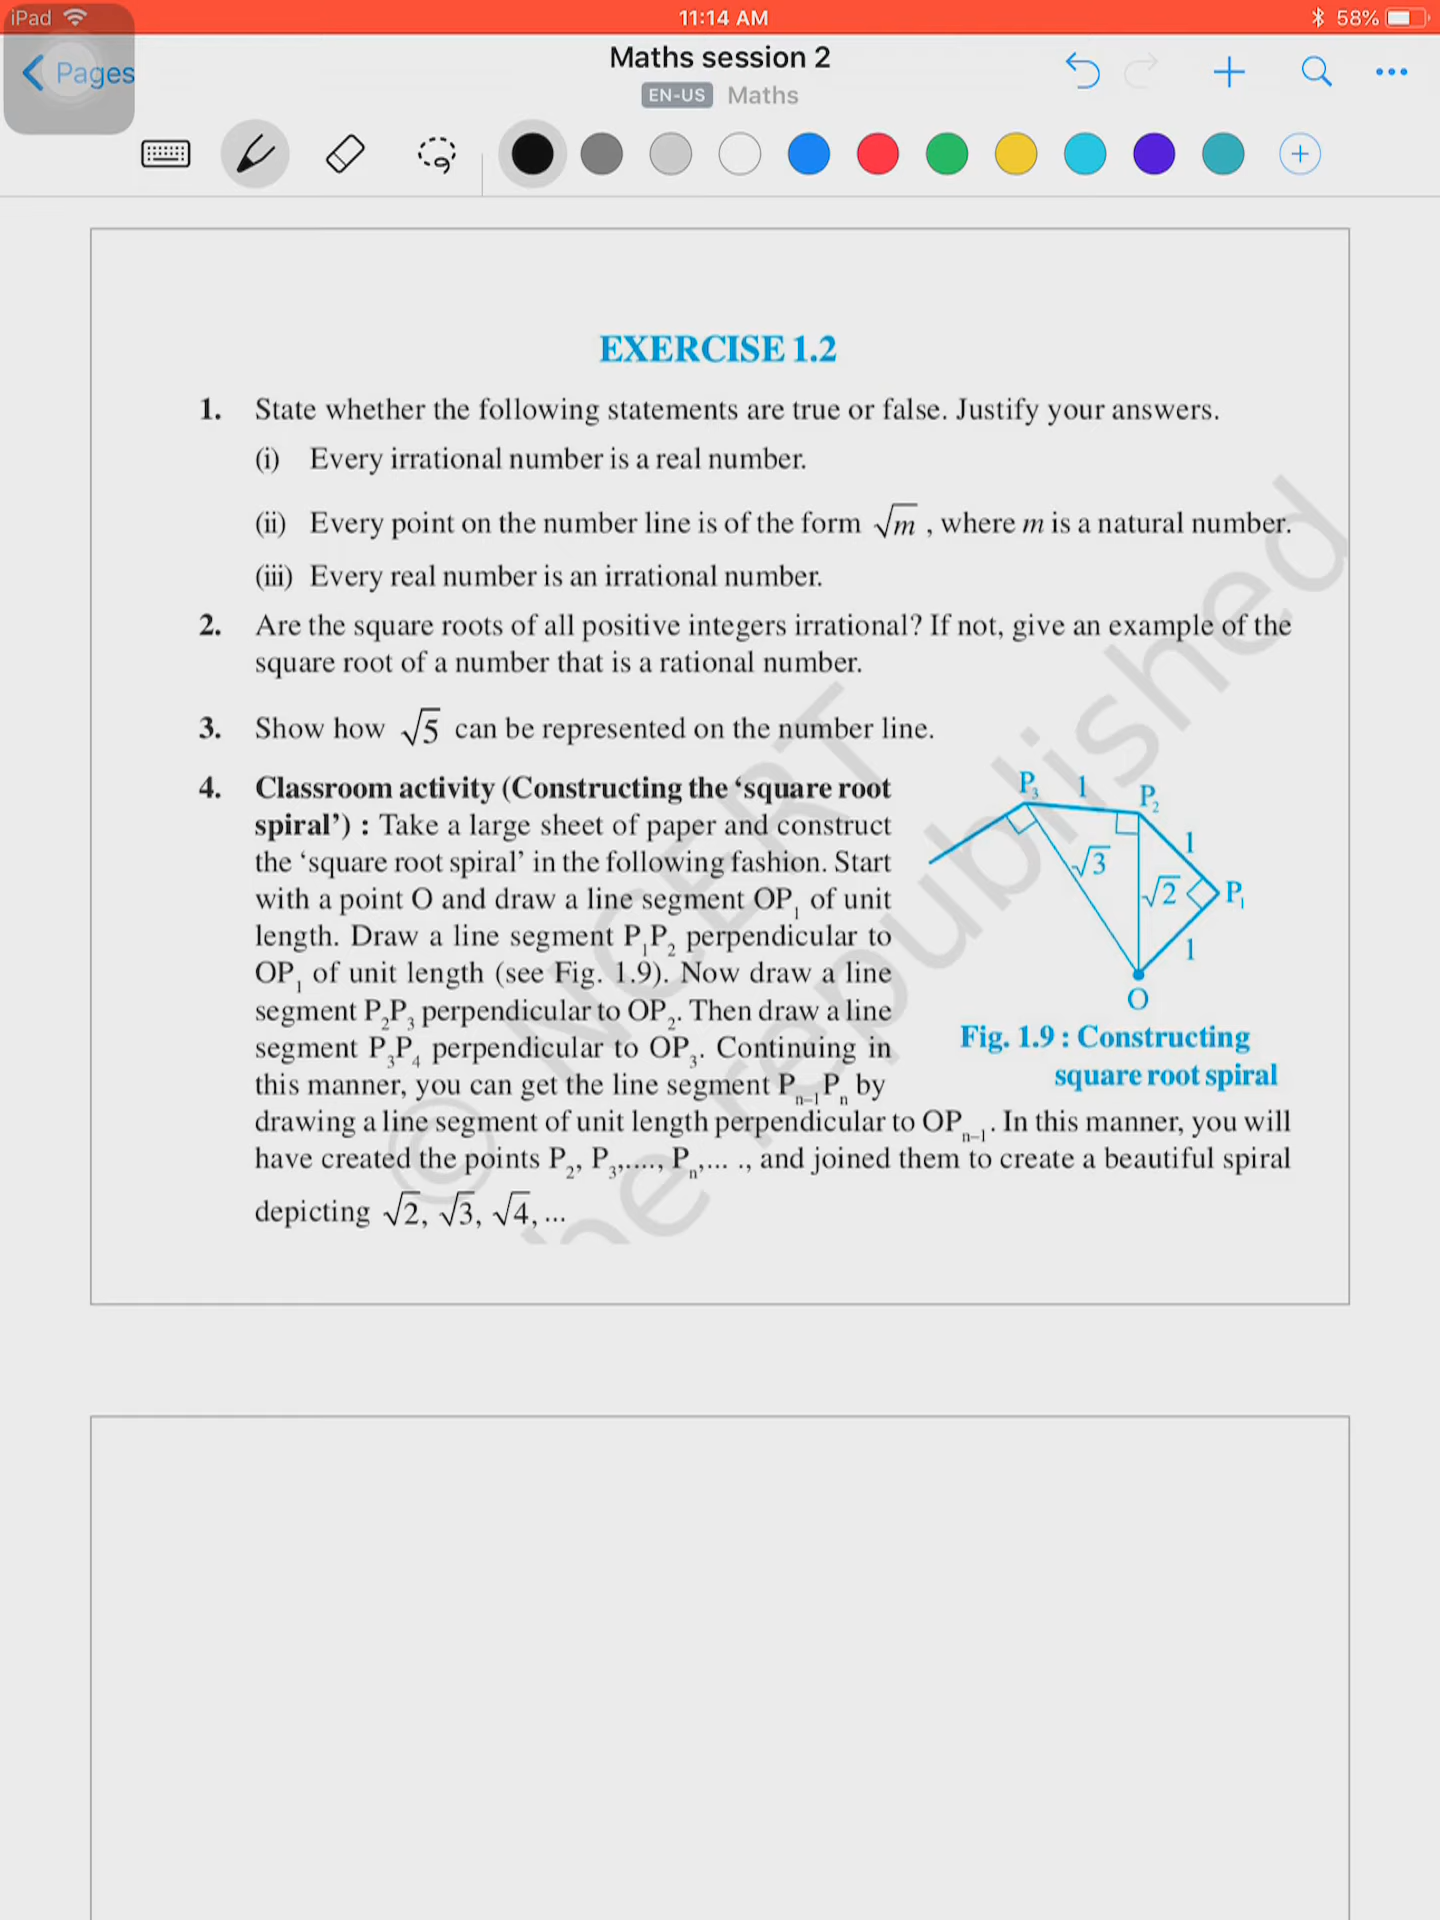 iPad
11:14 AM
58%
Pages
Maths session 2
EN-US Maths
EXERCISE 1.2
1. State whether the following statements are true or false. Justify your answers.
(i) Every irrational number is a real number.
(ii) Every point on the number line is of the form √m , where m is a natural number.
(iii) Every real number is an irrational number.
2. Are the square roots of all positive integers irrational? If not, give an example of the
square root of a number that is a rational number.
3. Show how √5 can be represented on the number line.
4. Classroom activity (Constructing the ‘square root
spiral’) : Take a large sheet of paper and construct
the ‘square root spiral’ in the following fashion. Start
with a point O and draw a line segment OP₁ of unit
length. Draw a line segment P₁P₂ perpendicular to
OP₁ of unit length (see Fig. 1.9). Now draw a line
segment P₂P₃ perpendicular to OP₂. Then draw a line
segment P₃P₄ perpendicular to OP₃. Continuing in
this manner, you can get the line segment Pₙ₋₁Pₙ by
drawing a line segment of unit length perpendicular to OPₙ₋₁. In this manner, you will
have created the points P₂, P₃,...., Pₙ,... ., and joined them to create a beautiful spiral
depicting √2, √3, √4, ...
P₃ 1 P₂
1
√3
√2 P₁
1
O
Fig. 1.9 : Constructing
square root spiral
© NCERT
be republished